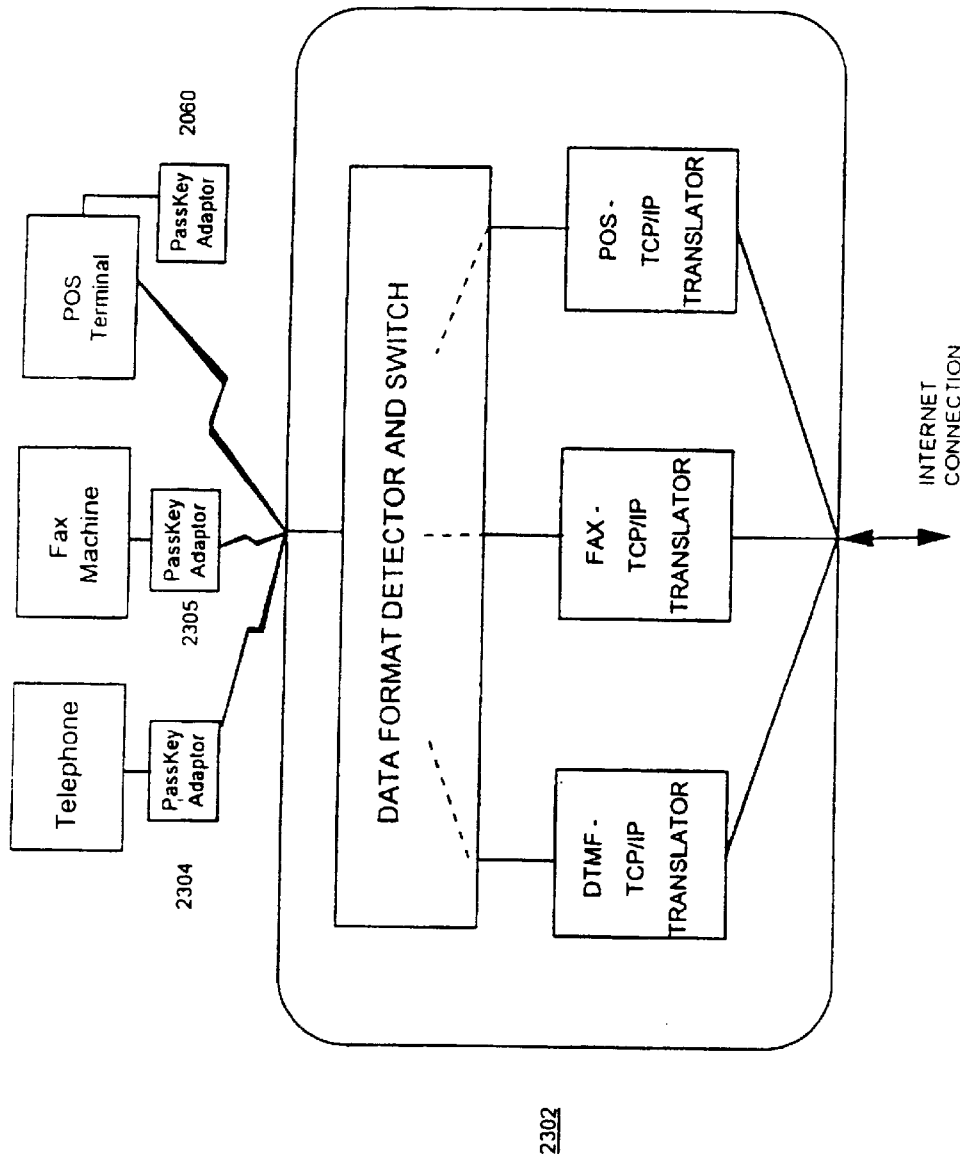 Telephone
PassKey
Adaptor
2304
Fax
Machine
PassKey
Adaptor
2305
POS
Terminal
PassKey
Adaptor
2060
DATA FORMAT DETECTOR AND SWITCH
DTMF -
TCP/IP
TRANSLATOR
FAX -
TCP/IP
TRANSLATOR
POS -
TCP/IP
TRANSLATOR
INTERNET
CONNECTION
2302